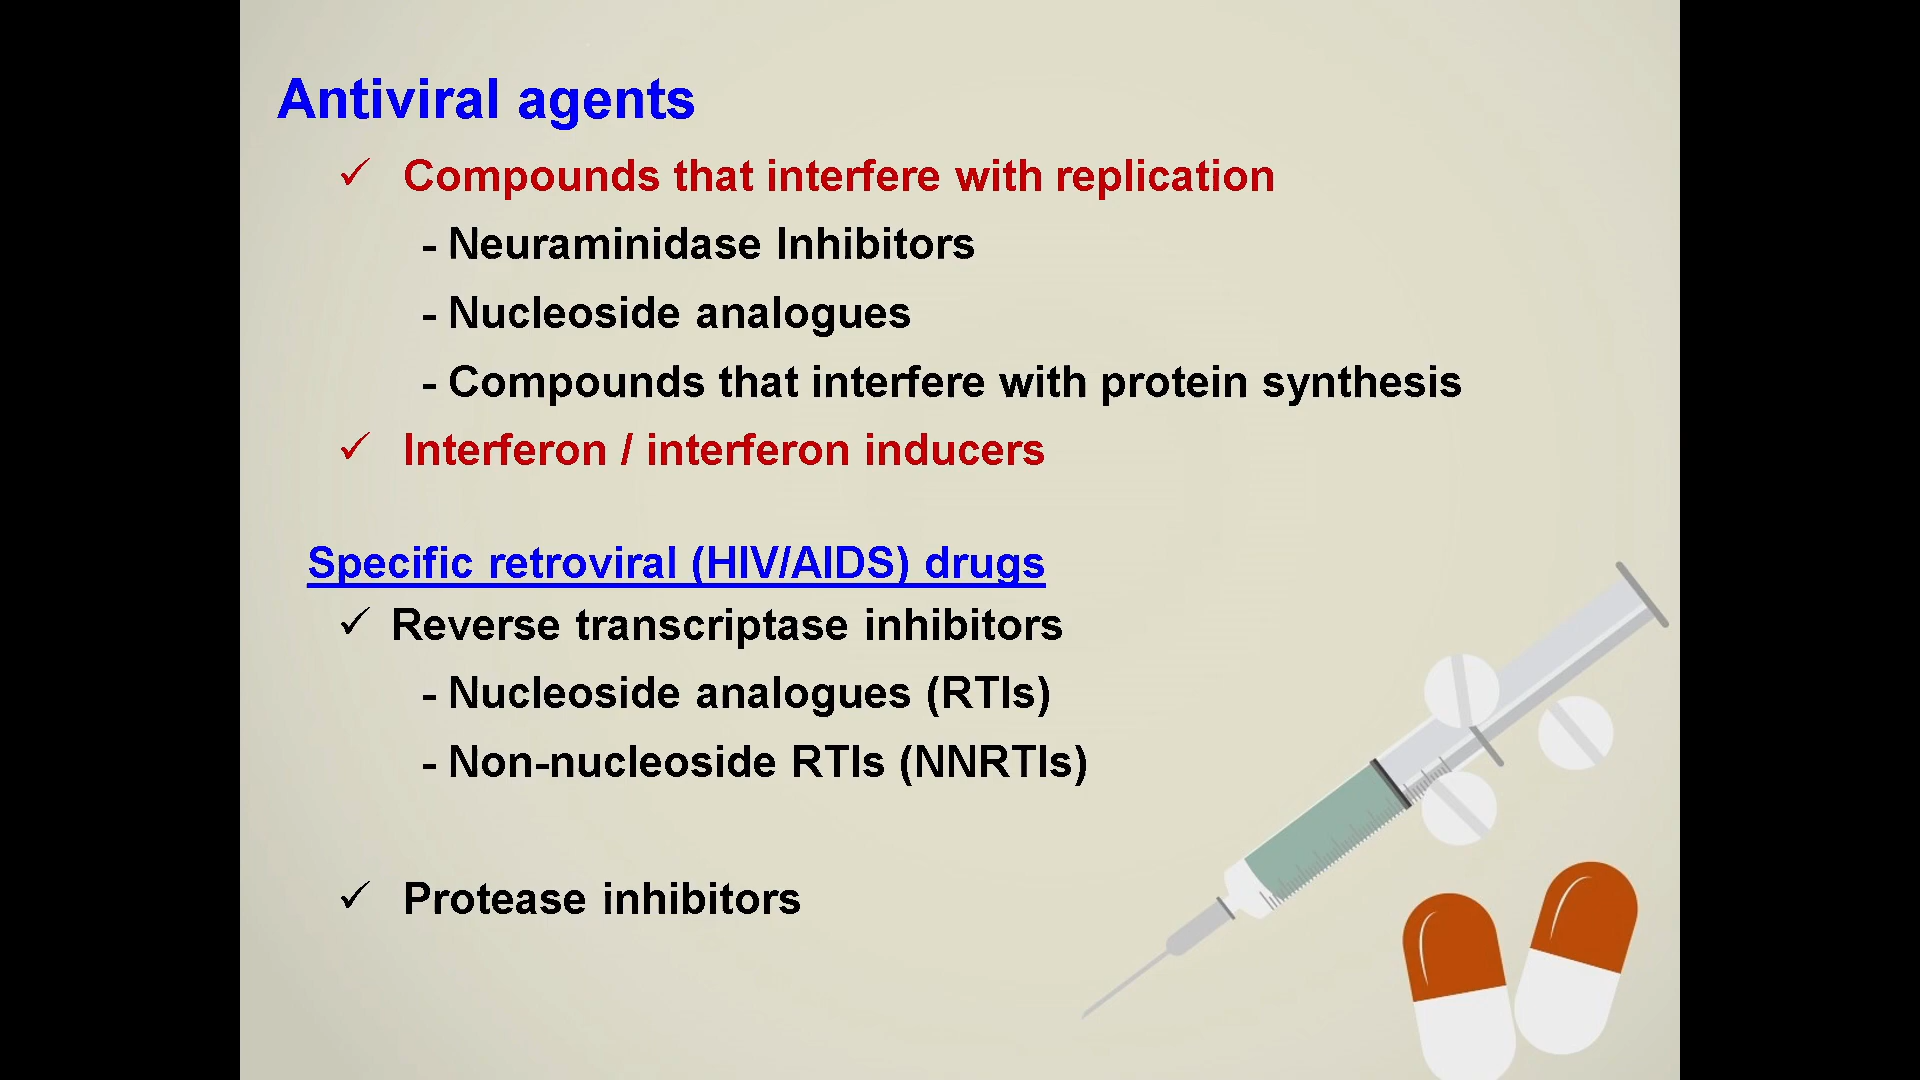 Antiviral agents
✓ Compounds that interfere with replication
- Neuraminidase Inhibitors
- Nucleoside analogues
- Compounds that interfere with protein synthesis
✓ Interferon / interferon inducers
Specific retroviral (HIV/AIDS) drugs
✓ Reverse transcriptase inhibitors
- Nucleoside analogues (RTIs)
- Non-nucleoside RTIs (NNRTIs)
✓ Protease inhibitors